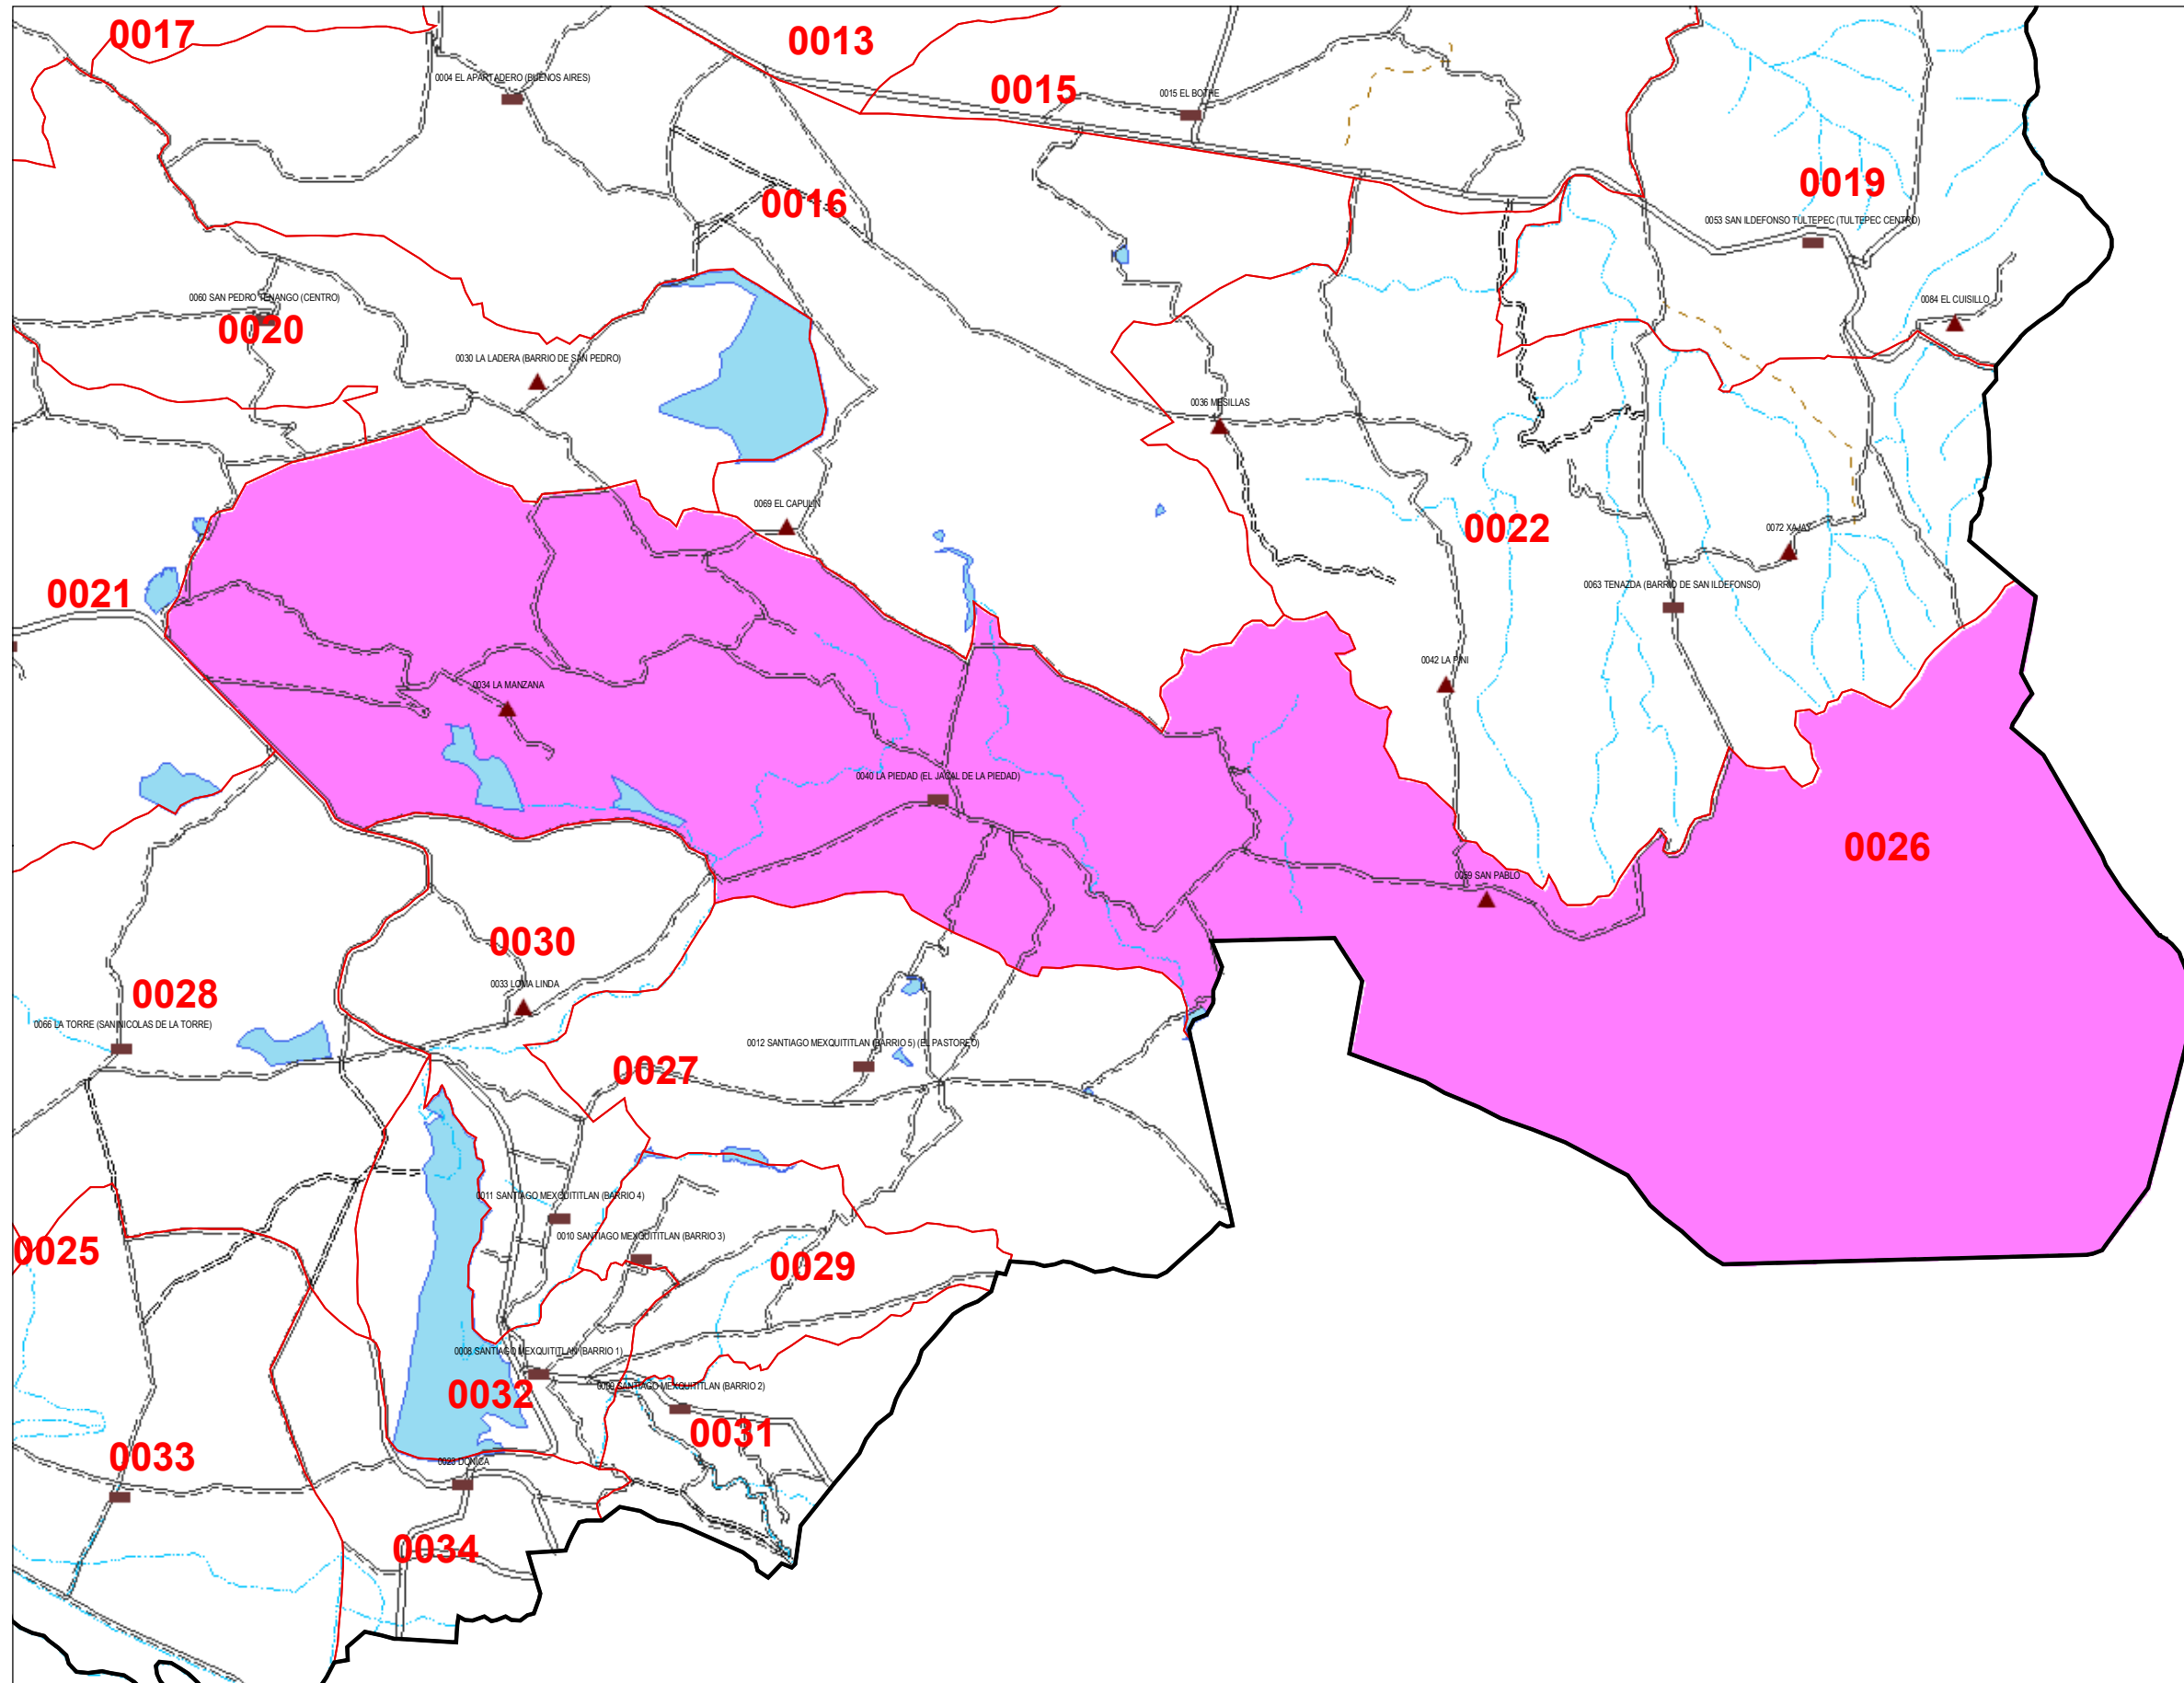 0017
0013
0004 EL APARTADERO (BUENOS AIRES)
0015
0015 EL BOTHE
0019
0016
0053 SAN ILDEFONSO TULTEPEC (TULTEPEC CENTRO)
0060 SAN PEDRO TENANGO (CENTRO)
0084 EL CUISILLO
0020
0030 LA LADERA (BARRIO DE SAN PEDRO)
0036 MESILLAS
0069 EL CAPULIN
0022
0072 XAJAY
0021
0063 TENAZDA (BARRIO DE SAN ILDEFONSO)
0042 LA PINI
0034 LA MANZANA
0040 LA PIEDAD (EL JACAL DE LA PIEDAD)
0026
0059 SAN PABLO
0030
0033 LOMA LINDA
0028
0066 LA TORRE (SAN NICOLAS DE LA TORRE)
0012 SANTIAGO MEXQUITITLAN (BARRIO 5) (EL PASTOREO)
0027
0011 SANTIAGO MEXQUITITLAN (BARRIO 4)
0010 SANTIAGO MEXQUITITLAN (BARRIO 3)
0025
0029
0008 SANTIAGO MEXQUITITLAN (BARRIO 1)
0009 SANTIAGO MEXQUITITLAN (BARRIO 2)
0032
0031
0033
0023 DONICA
0034